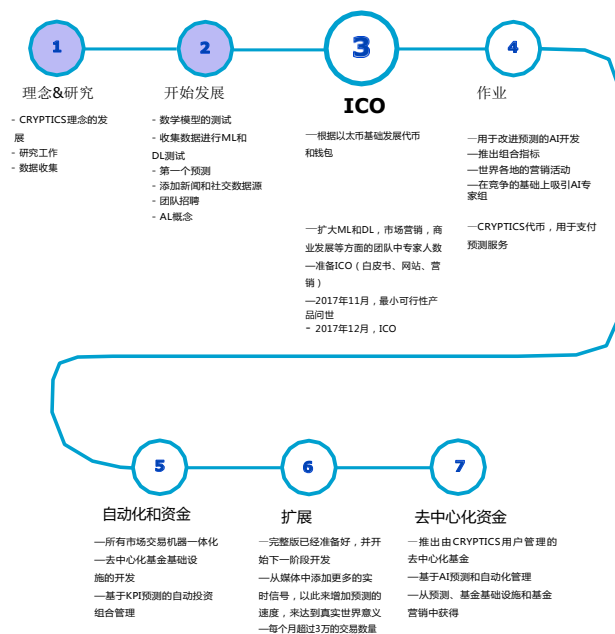 1
2
3
4
理念&研究
- CRYPTICS理念的发
展
- 研究工作
- 数据收集
开始发展
- 数学模型的测试
- 收集数据进行ML和
DL测试
- 第一个预测
- 添加新闻和社交数据源
- 团队招聘
- AL概念
ICO
—根据以太币基础发展代币
和钱包
—扩大ML和DL，市场营销，商
业发展等方面的团队中专家人数
—准备ICO（白皮书、网站、营
销）
—2017年11月，最小可行性产
品问世
- 2017年12月，ICO
作业
—用于改进预测的AI开发
—推出组合指标
—世界各地的营销活动
—在竞争的基础上吸引AI专
家组
—CRYPTICS代币，用于支付
预测服务
5
6
7
自动化和资金
—所有市场交易机器一体化
—去中心化基金基础设
施的开发
—基于KPI预测的自动投资
组合管理
扩展
—完整版已经准备好，并开
始下一阶段开发
—从媒体中添加更多的实
时信号，以此来增加预测的
速度，来达到真实世界意义
—每个月超过3万的交易数量
去中心化资金
—推出由CRYPTICS用户管理的
去中心化基金
—基于AI预测和自动化管理
—从预测、基金基础设施和基金
营销中获得